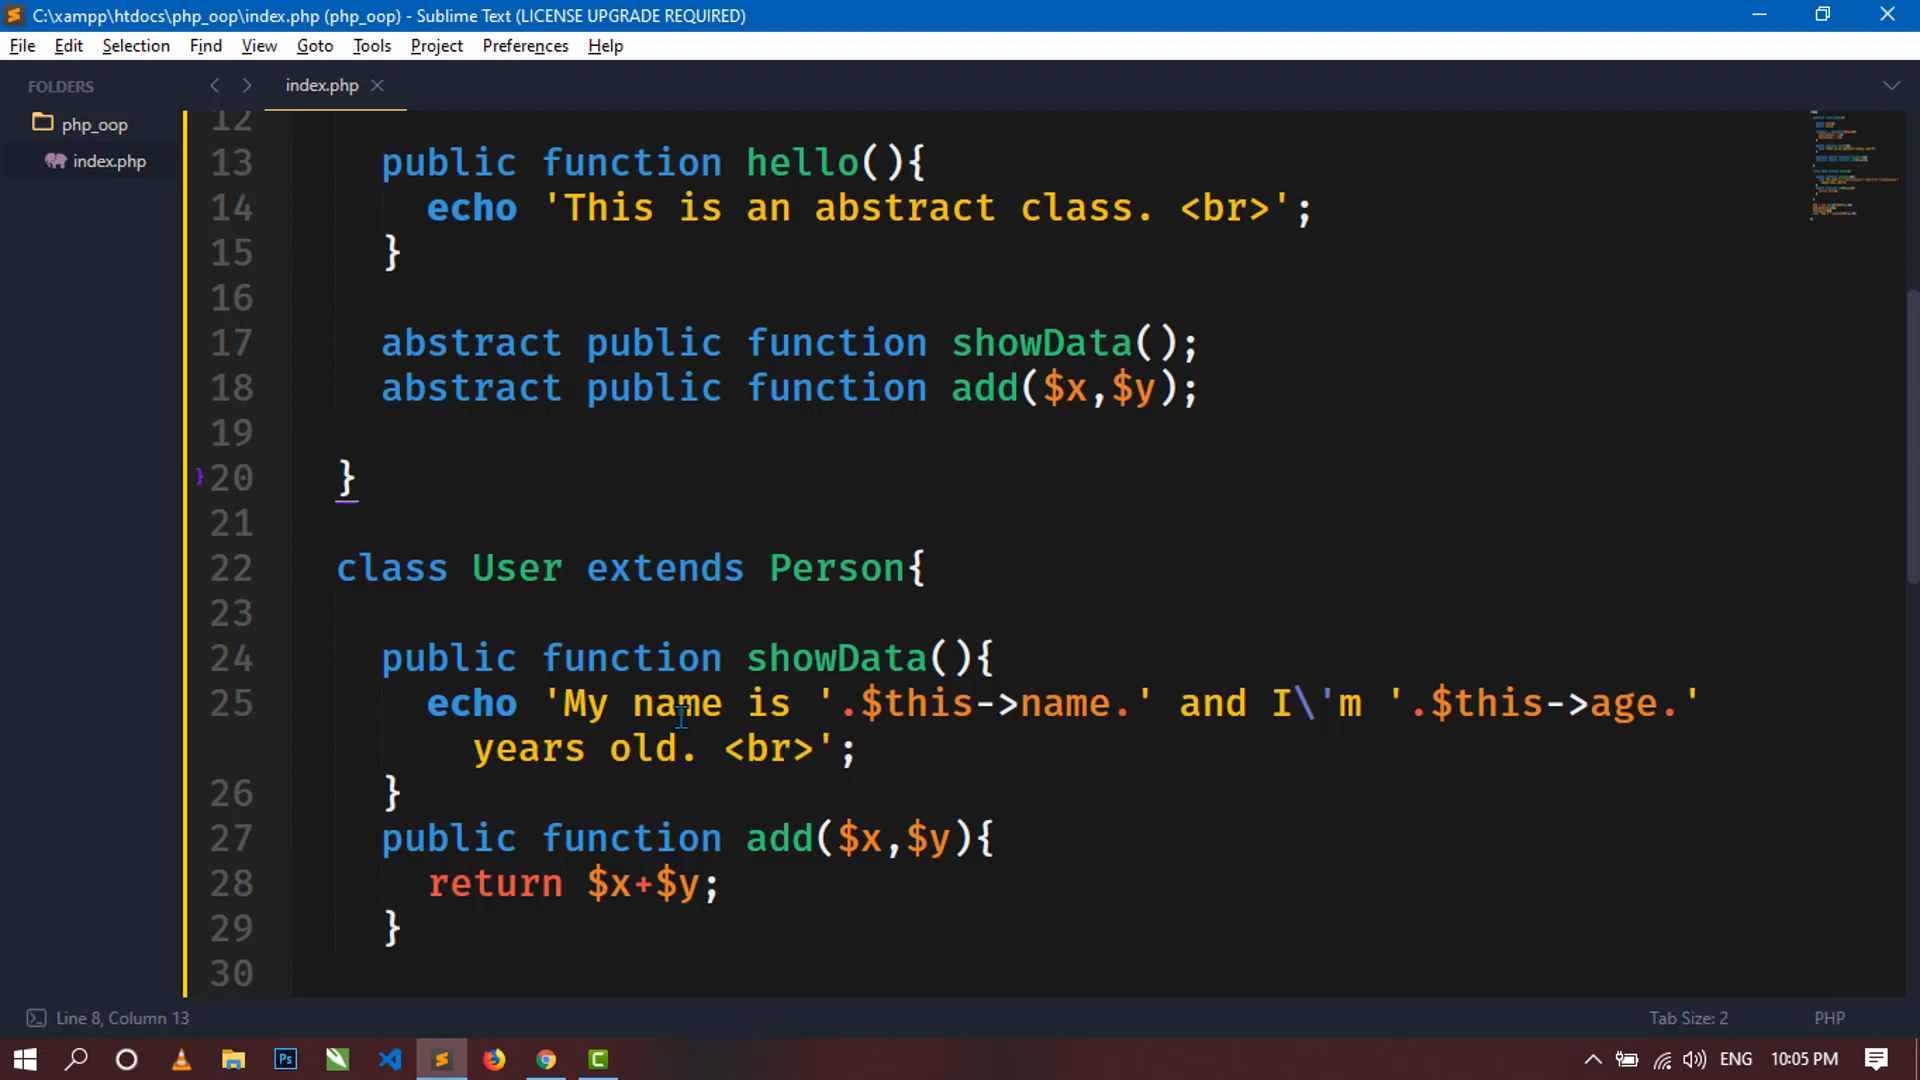 C:\xampp\htdocs\php_oop\index.php (php_oop) - Sublime Text (LICENSE UPGRADE REQUIRED)
File Edit Selection Find View Goto Tools Project Preferences Help
FOLDERS
php_oop
index.php
index.php
12
13 public function hello(){
14 echo 'This is an abstract class. <br>';
15 }
16
17 abstract public function showData();
18 abstract public function add($x,$y);
19
20 }
21
22 class User extends Person{
23
24 public function showData(){
25 echo 'My name is '.$this->name.' and I\'m '.$this->age.'
years old. <br>';
26 }
27 public function add($x,$y){
28 return $x+$y;
29 }
30
Line 8, Column 13
Tab Size: 2
PHP
Ps
C
ENG
10:05 PM